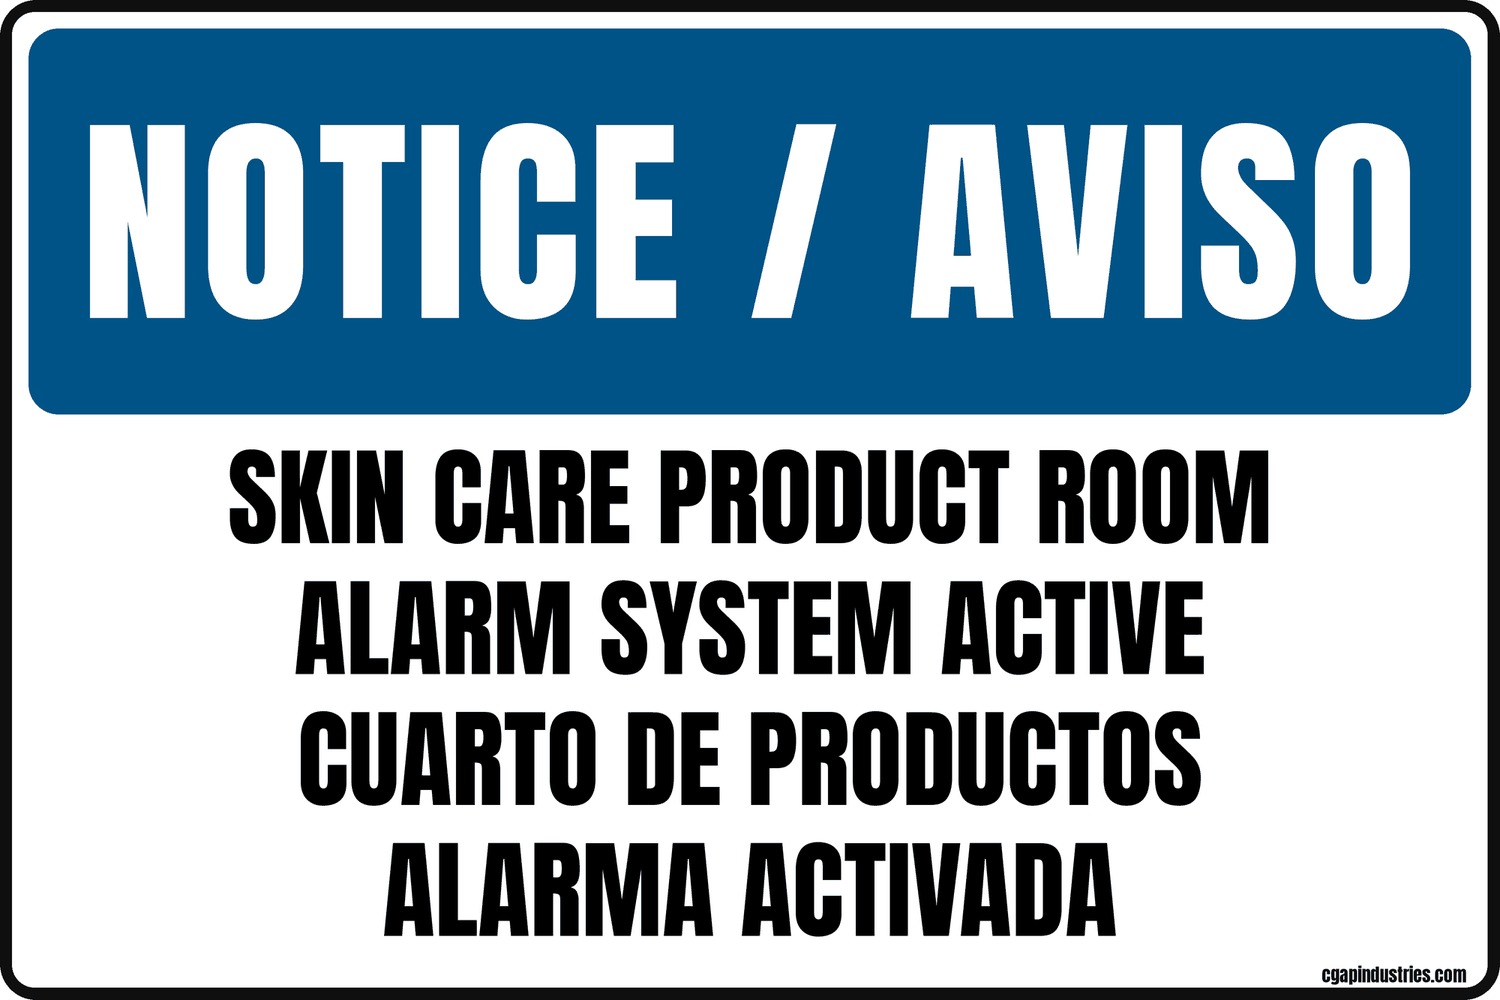 NOTICE / AVISO
SKIN CARE PRODUCT ROOM
ALARM SYSTEM ACTIVE
CUARTO DE PRODUCTOS
ALARMA ACTIVADA
cgapindustries.com